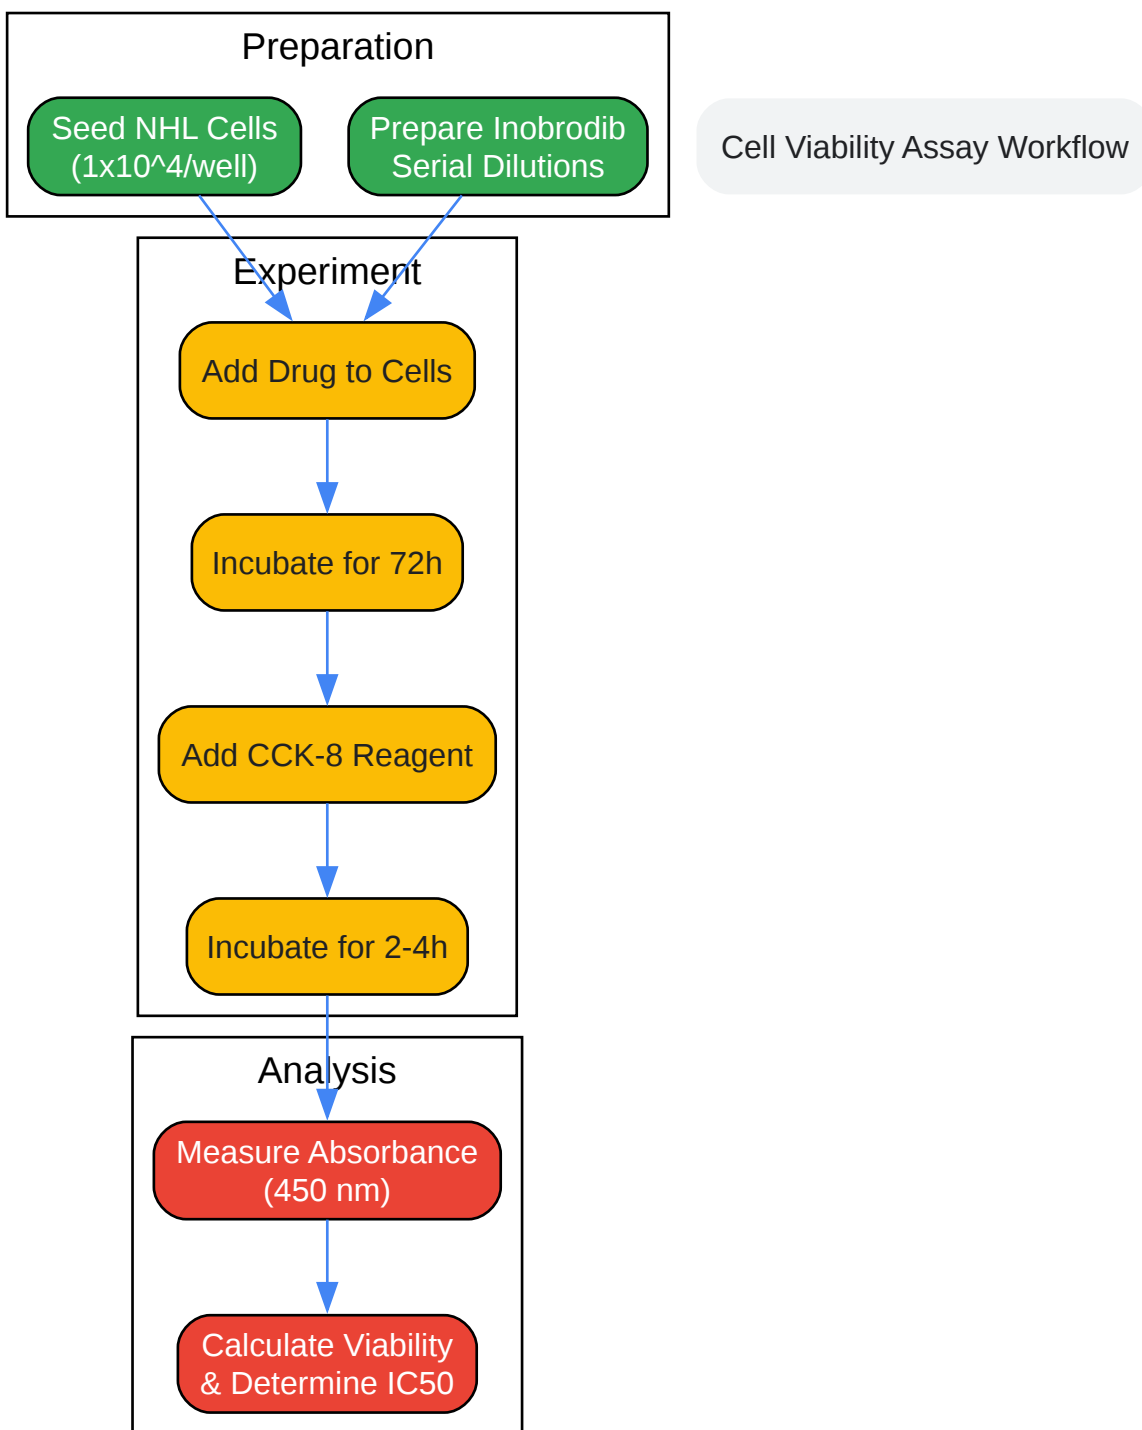 Preparation
Seed NHL Cells
(1x10^4/well)
Prepare Inobrodib
Serial Dilutions
Cell Viability Assay Workflow
Experiment
Add Drug to Cells
Incubate for 72h
Add CCK-8 Reagent
Incubate for 2-4h
Analysis
Measure Absorbance
(450 nm)
Calculate Viability
& Determine IC50